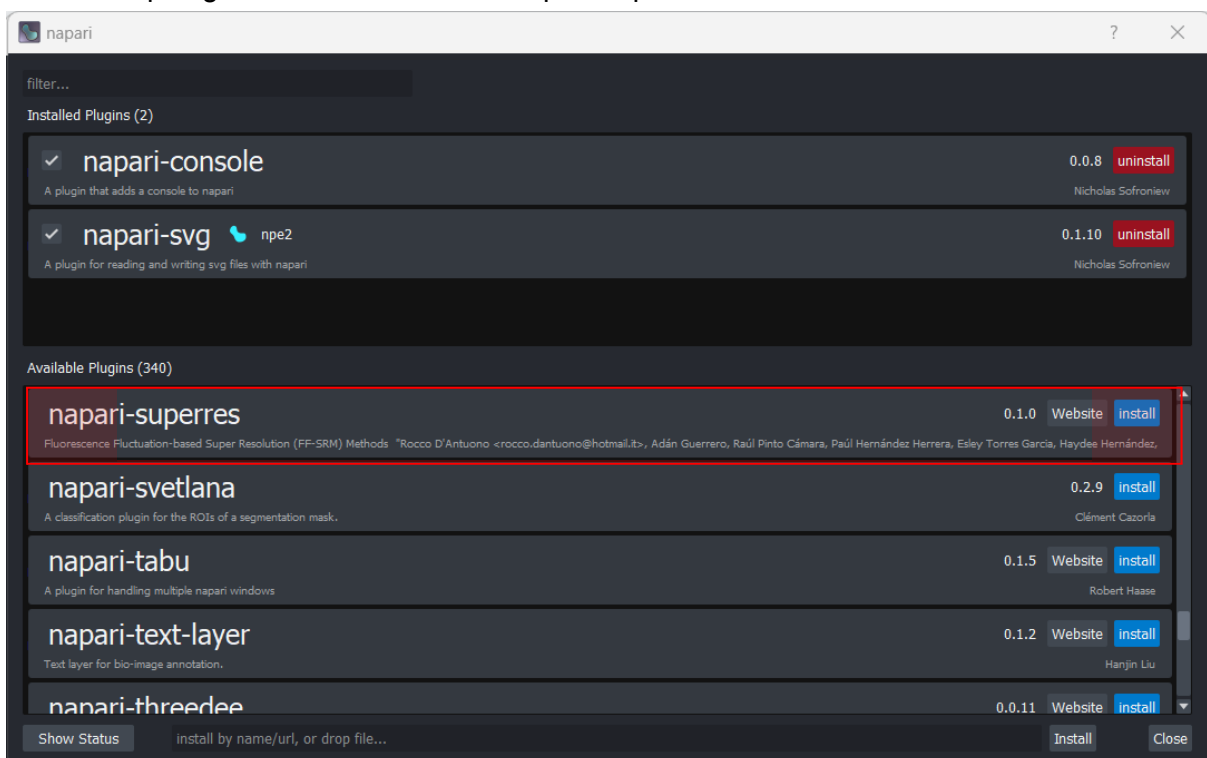 napari
filter...
Installed Plugins (2)
napari-console 0.0.8 uninstall
A plugin that adds a console to napari Nicholas Sofroniew
napari-svg npe2 0.1.10 uninstall
A plugin for reading and writing svg files with napari Nicholas Sofroniew
Available Plugins (340)
napari-superres 0.1.0 Website install
Fluorescence Fluctuation-based Super Resolution (FF-SRM) Methods "Rocco D'Antuono <rocco.dantuono@hotmail.it>, Adán Guerrero, Raúl Pinto Cámara, Paúl Hernández Herrera, Esley Torres Garcia, Haydee Hernández,
napari-svetlana 0.2.9 install
A classification plugin for the ROIs of a segmentation mask. Clément Cazorla
napari-tabu 0.1.5 Website install
A plugin for handling multiple napari windows Robert Haase
napari-text-layer 0.1.2 Website install
Text layer for bio-image annotation. Hanjin Liu
napari-threedee 0.0.11 Website install
Show Status install by name/url, or drop file... Install Close